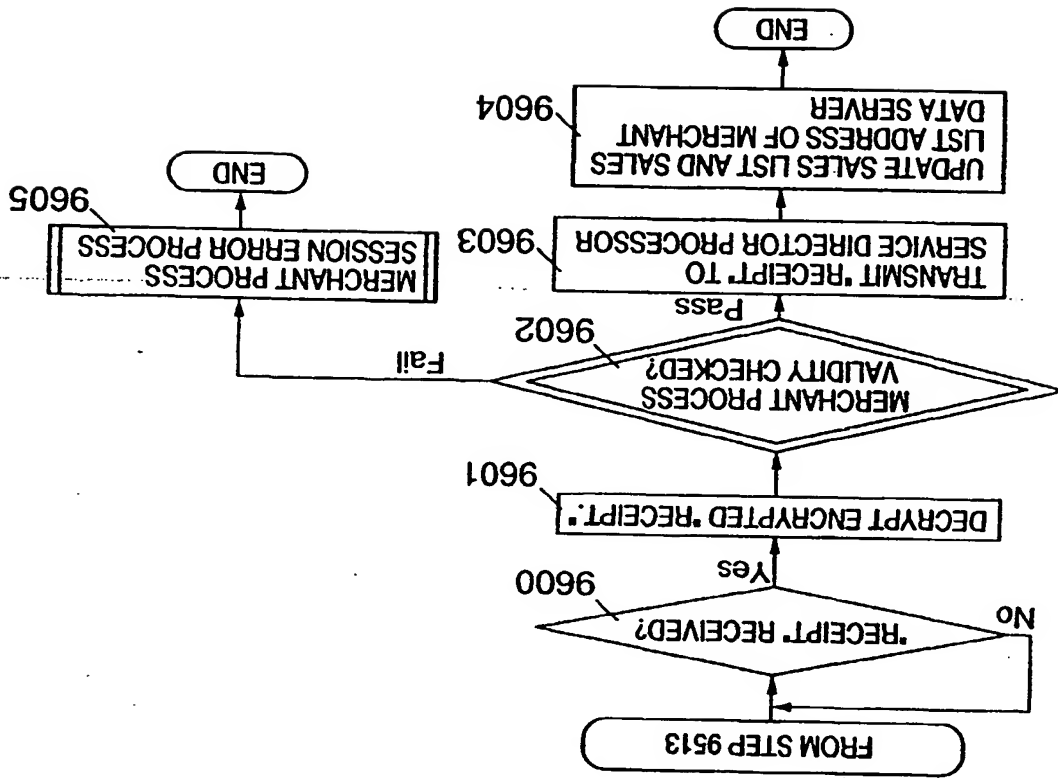 FROM STEP 9513
"RECEIPT" RECEIVED?
9600
No
Yes
DECRYPT ENCRYPTED "RECEIPT."
9601
MERCHANT PROCESS
VALIDITY CHECKED?
9602
Fail
Pass
TRANSMIT "RECEIPT" TO
SERVICE DIRECTOR PROCESSOR
9603
MERCHANT PROCESS
SESSION ERROR PROCESS
9605
UPDATE SALES LIST AND SALES
LIST ADDRESS OF MERCHANT
DATA SERVER
9604
END
END